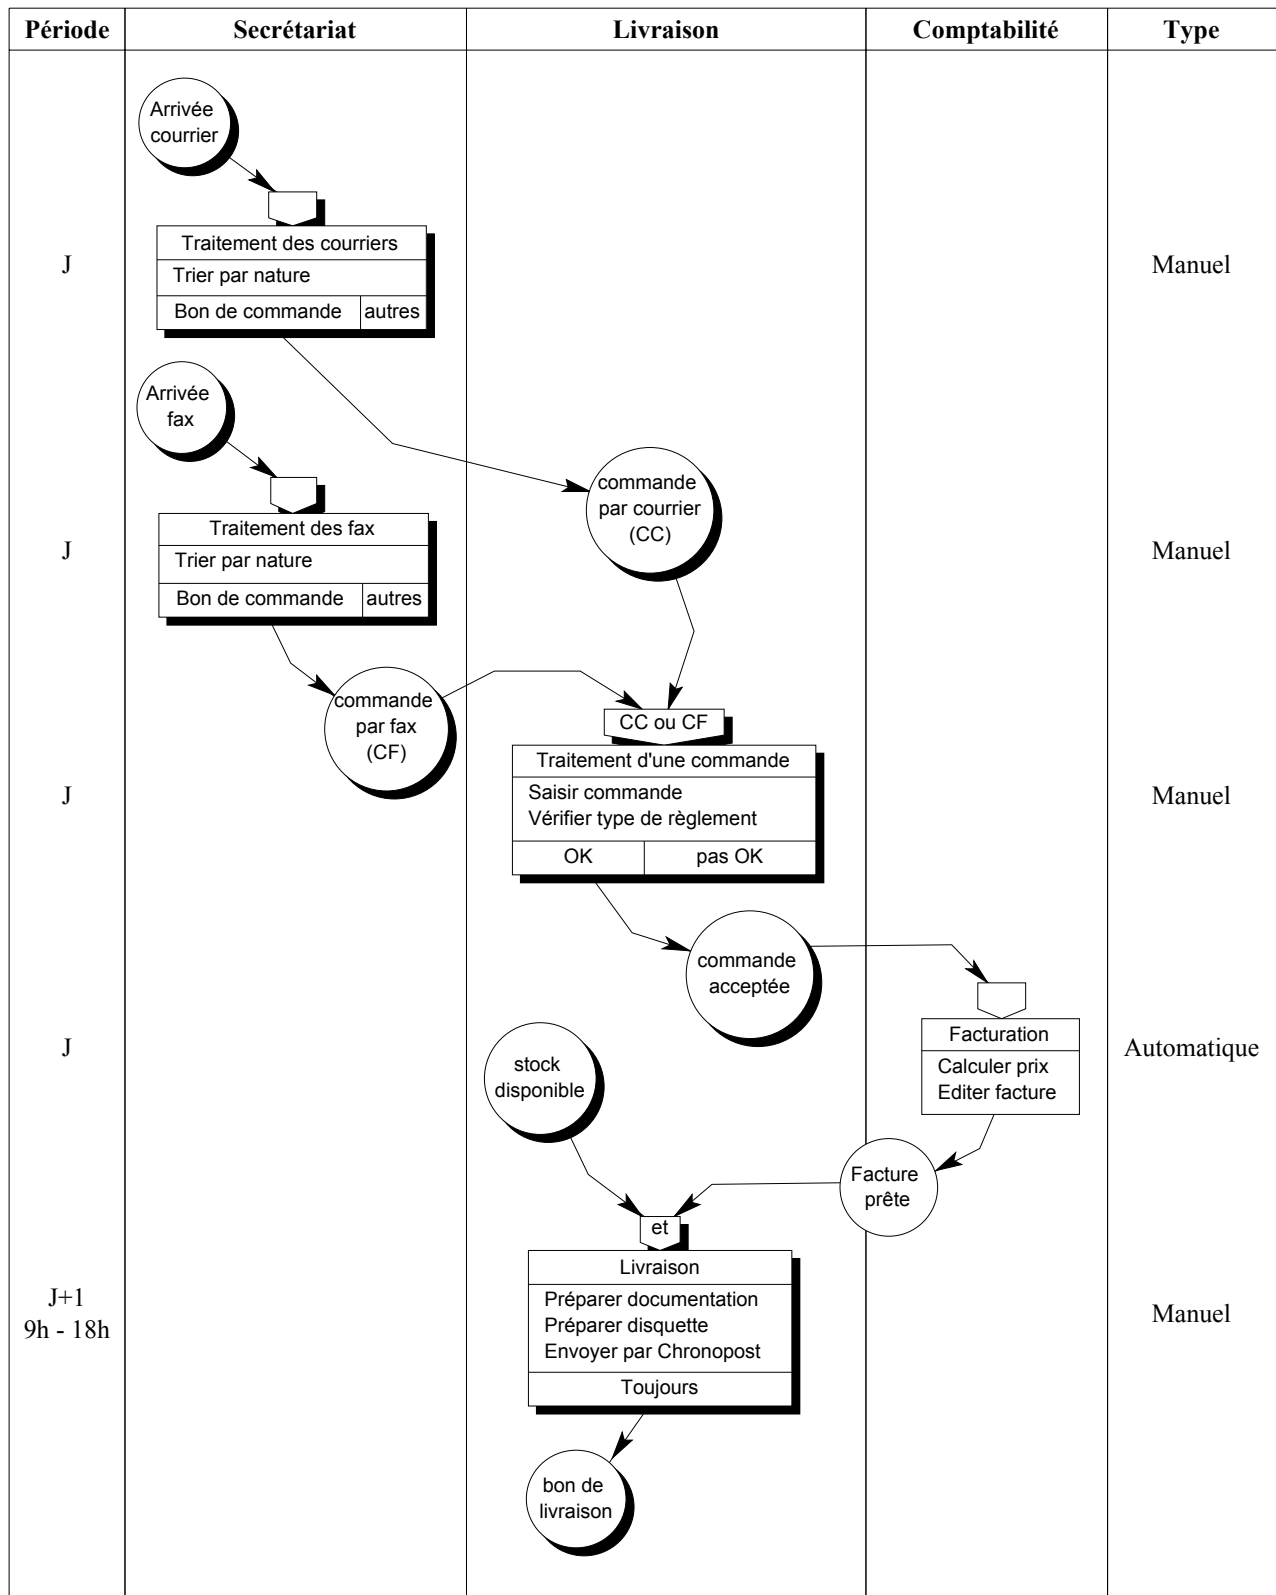 Période Secrétariat Livraison Comptabilité Type
Arrivée
courrier
Traitement des courriers
J
Trier par nature
Manuel
Bon de commande autres
Arrivée
fax
commande
par courrier
(CC)
Traitement des fax
J
Trier par nature
Manuel
Bon de commande autres
commande
par fax
(CF)
CC ou CF
Traitement d'une commande
J
Saisir commande
Vérifier type de règlement
Manuel
OK pas OK
commande
acceptée
J
stock
disponible
Facturation
Calculer prix
Editer facture
Automatique
Facture
prête
et
Livraison
J+1
9h - 18h
Préparer documentation
Préparer disquette
Envoyer par Chronopost
Manuel
Toujours
bon de
livraison